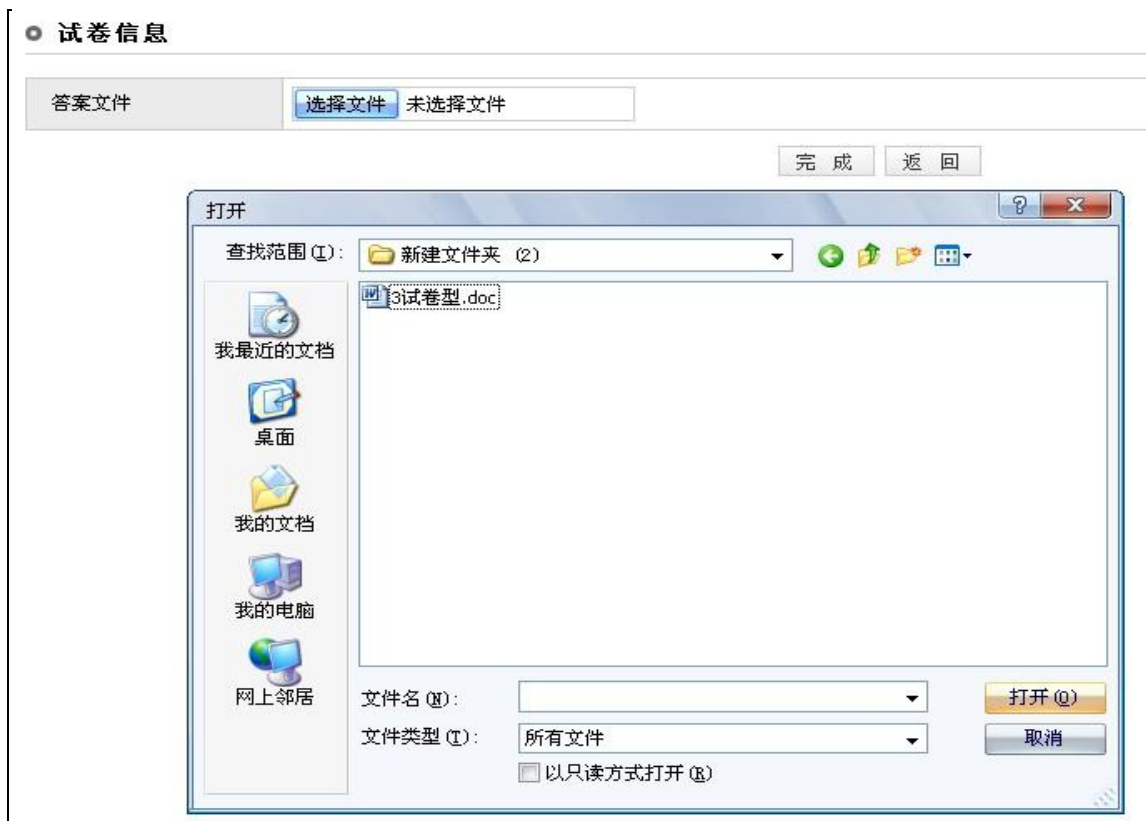 试卷信息
答案文件 选择文件 未选择文件
完 成 返 回
打开
查找范围(I): 新建文件夹 (2)
3试卷型.doc
我最近的文档
桌面
我的文档
我的电脑
网上邻居
文件名(N): 打开(O)
文件类型(T): 所有文件 取消
以只读方式打开(R)